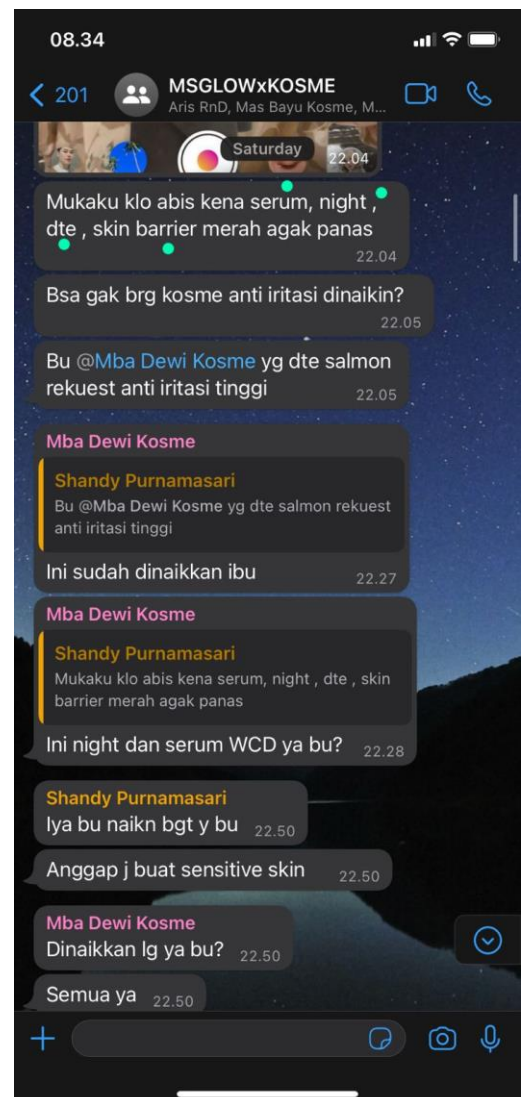 08.34
201
MSGLOWxKOSME
Aris RnD, Mas Bayu Kosme, M...
Saturday
22.04
Mukaku klo abis kena serum, night ,
dte , skin barrier merah agak panas
22.04
Bsa gak brg kosme anti iritasi dinaikin?
22.05
Bu @Mba Dewi Kosme yg dte salmon
rekuest anti iritasi tinggi
22.05
Mba Dewi Kosme
Shandy Purnamasari
Bu @Mba Dewi Kosme yg dte salmon rekuest
anti iritasi tinggi
Ini sudah dinaikkan ibu
22.27
Mba Dewi Kosme
Shandy Purnamasari
Mukaku klo abis kena serum, night , dte , skin
barrier merah agak panas
Ini night dan serum WCD ya bu?
22.28
Shandy Purnamasari
Iya bu naikn bgt y bu
22.50
Anggap j buat sensitive skin
22.50
Mba Dewi Kosme
Dinaikkan lg ya bu?
22.50
Semua ya
22.50